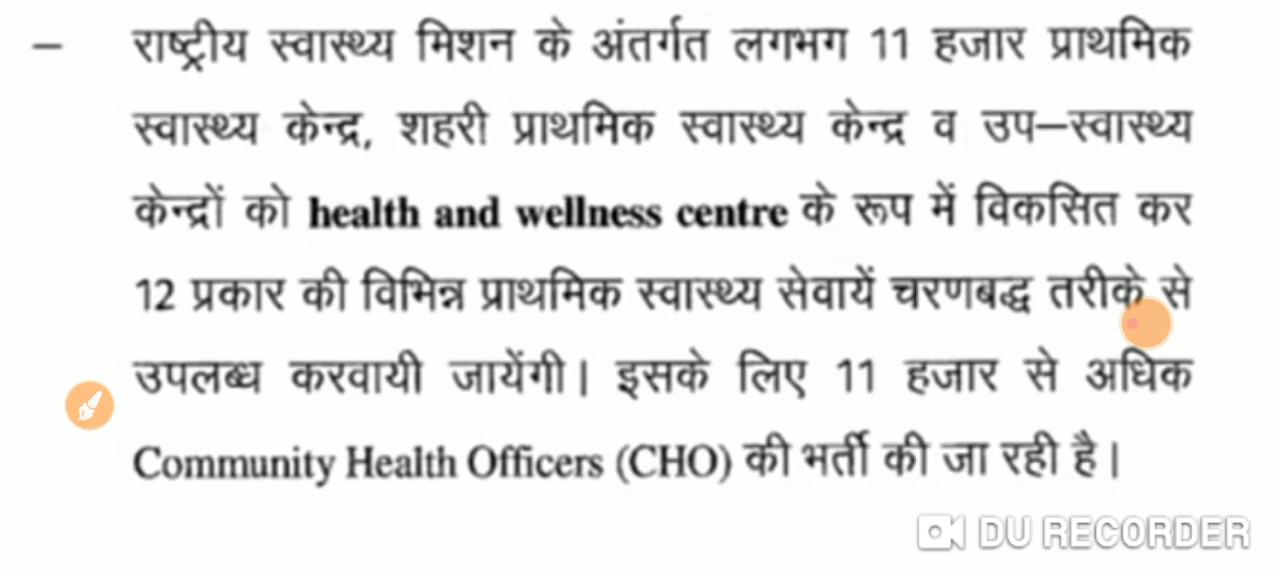 – राष्ट्रीय स्वास्थ्य मिशन के अंतर्गत लगभग 11 हजार प्राथमिक
स्वास्थ्य केन्द्र, शहरी प्राथमिक स्वास्थ्य केन्द्र व उप–स्वास्थ्य
केन्द्रों को health and wellness centre के रूप में विकसित कर
12 प्रकार की विभिन्न प्राथमिक स्वास्थ्य सेवायें चरणबद्ध तरीके से
उपलब्ध करवायी जायेंगी। इसके लिए 11 हजार से अधिक
Community Health Officers (CHO) की भर्ती की जा रही है।
DU RECORDER